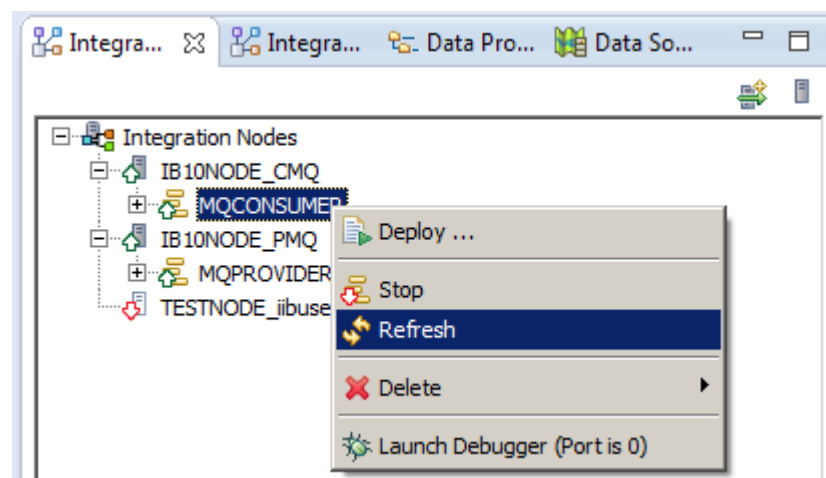 Integra... Integra... Data Pro... Data So...
Integration Nodes
IB10NODE_CMQ
MQCONSUMER
Deploy ...
IB10NODE_PMQ
MQPROVIDER
Stop
TESTNODE_iibuse
Refresh
Delete
Launch Debugger (Port is 0)